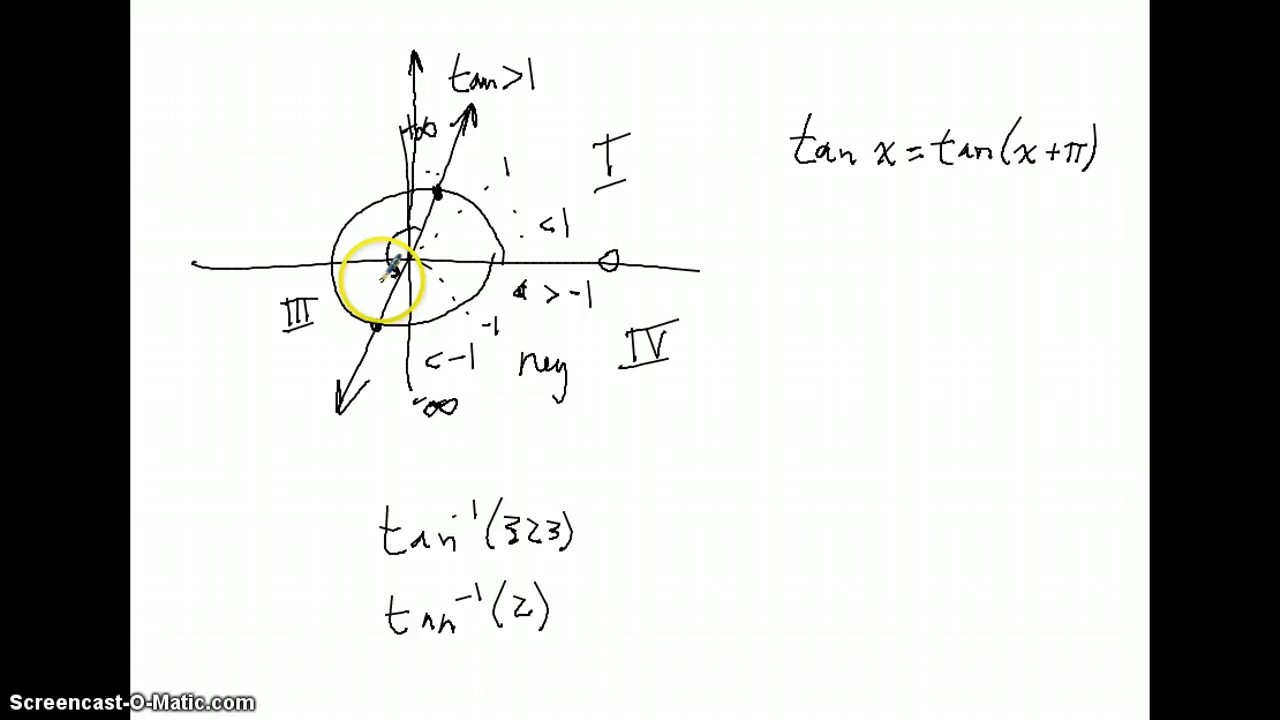 tan>1
+∞
I
1
<1
tan x = tan(x+π)
>-1
III
-1
IV
<-1
neg
-∞
tan⁻¹(323)
tan⁻¹(2)
Screencast-O-Matic.com